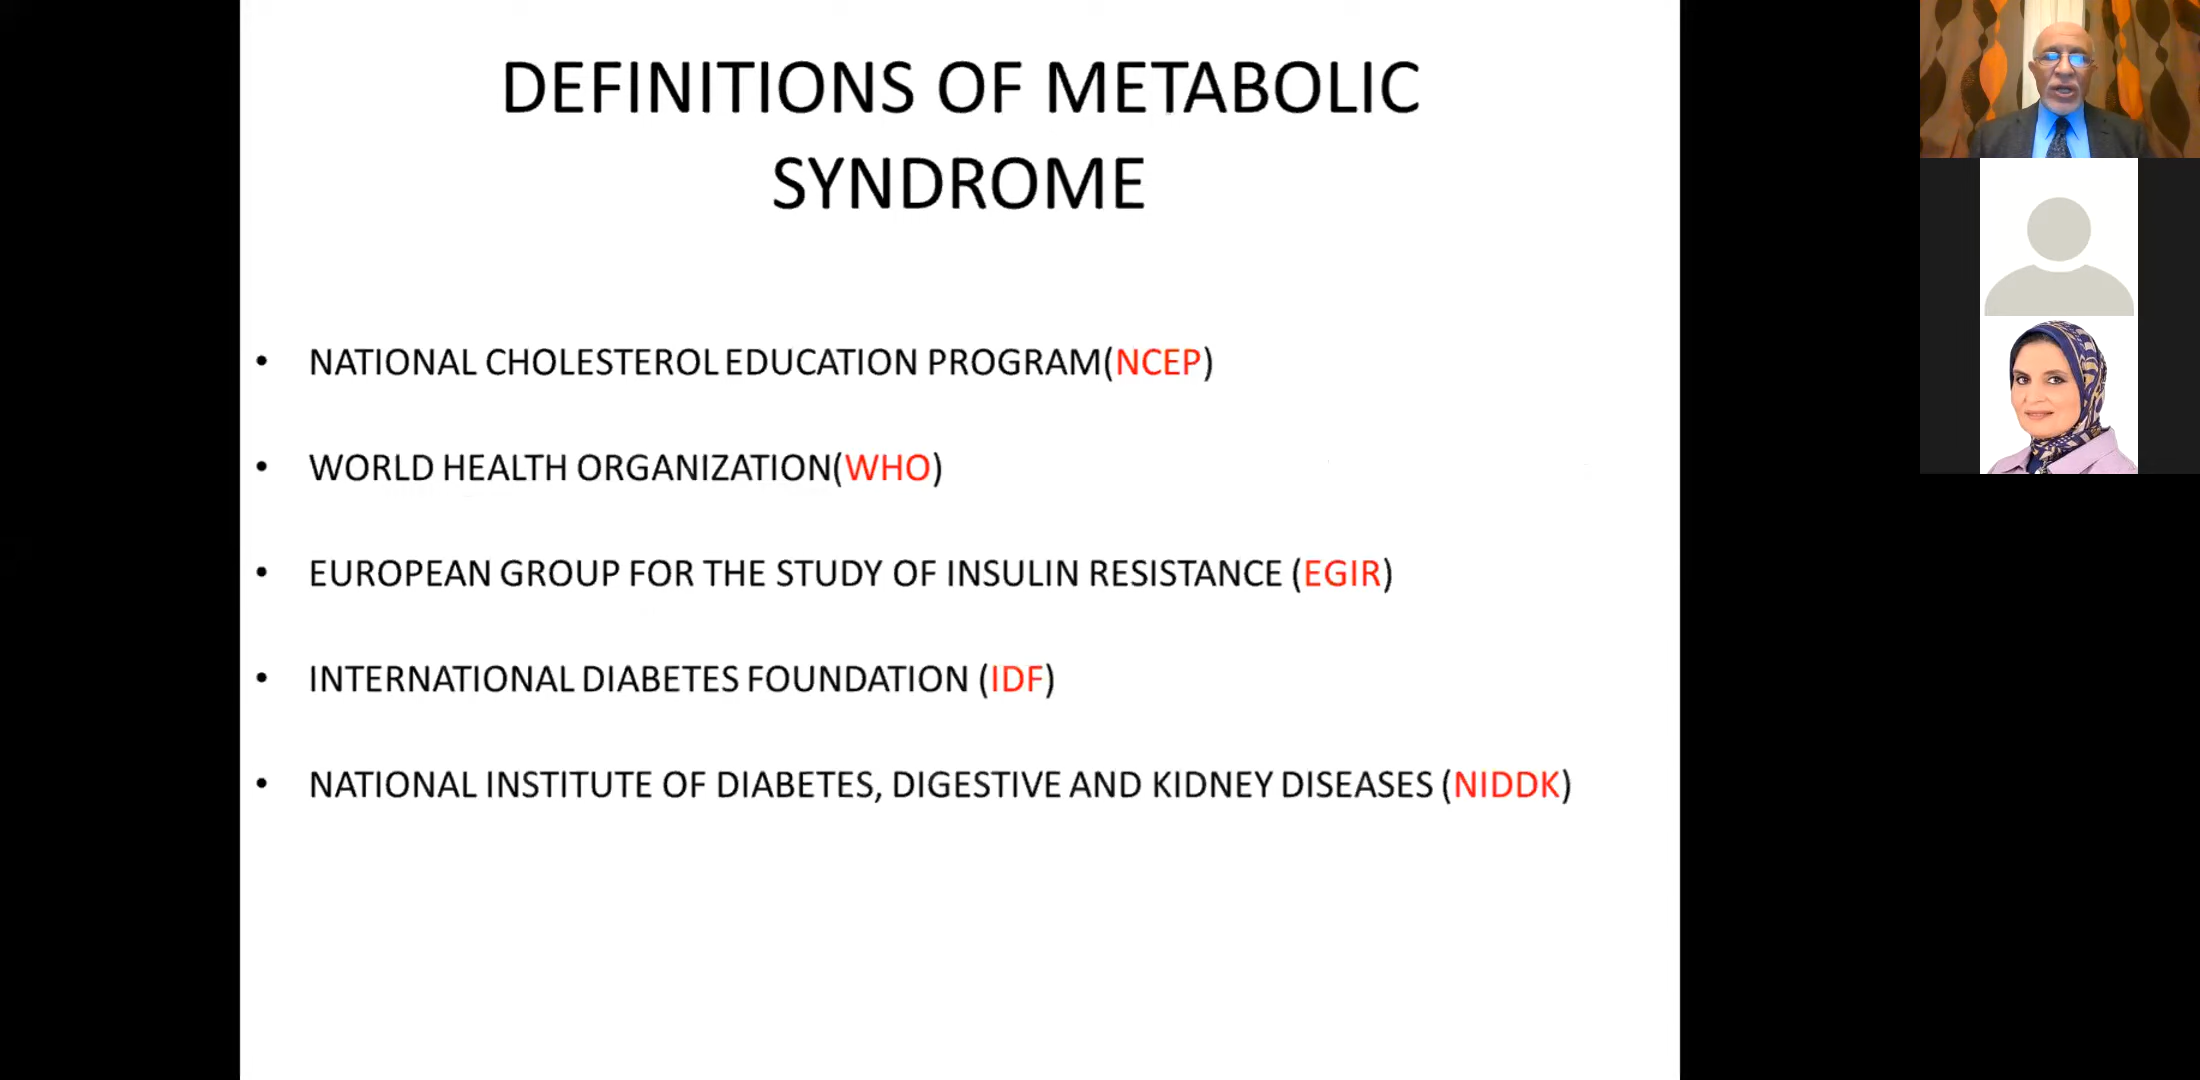 DEFINITIONS OF METABOLIC
SYNDROME
• NATIONAL CHOLESTEROL EDUCATION PROGRAM(NCEP)
• WORLD HEALTH ORGANIZATION(WHO)
• EUROPEAN GROUP FOR THE STUDY OF INSULIN RESISTANCE (EGIR)
• INTERNATIONAL DIABETES FOUNDATION (IDF)
• NATIONAL INSTITUTE OF DIABETES, DIGESTIVE AND KIDNEY DISEASES (NIDDK)